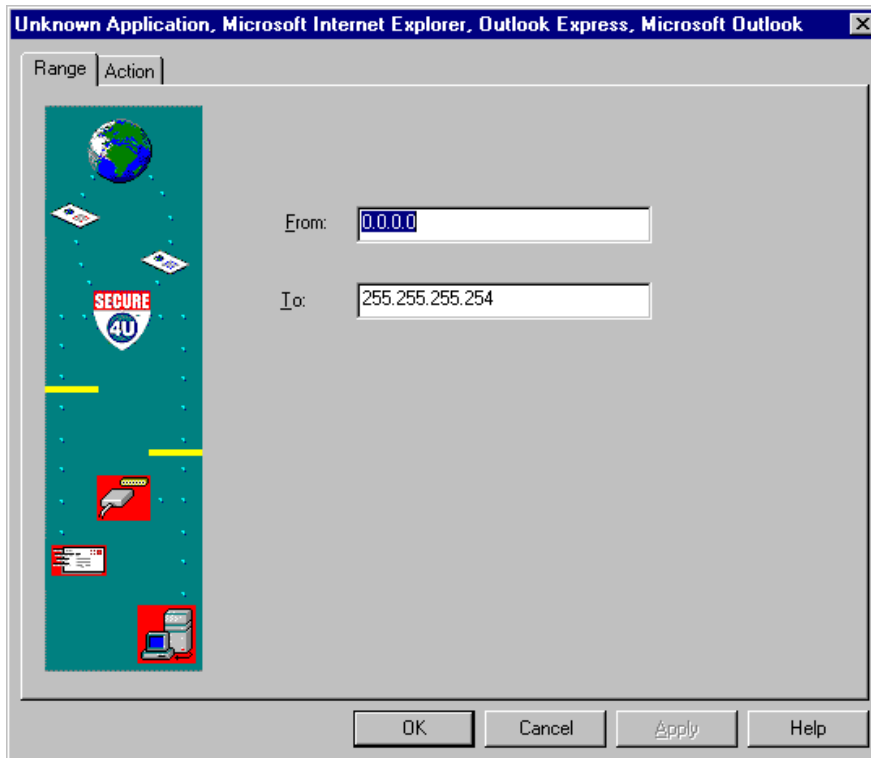 Unknown Application, Microsoft Internet Explorer, Outlook Express, Microsoft Outlook
Range Action
From: 0.0.0.0
To: 255.255.255.254
SECURE
4U
OK Cancel Apply Help